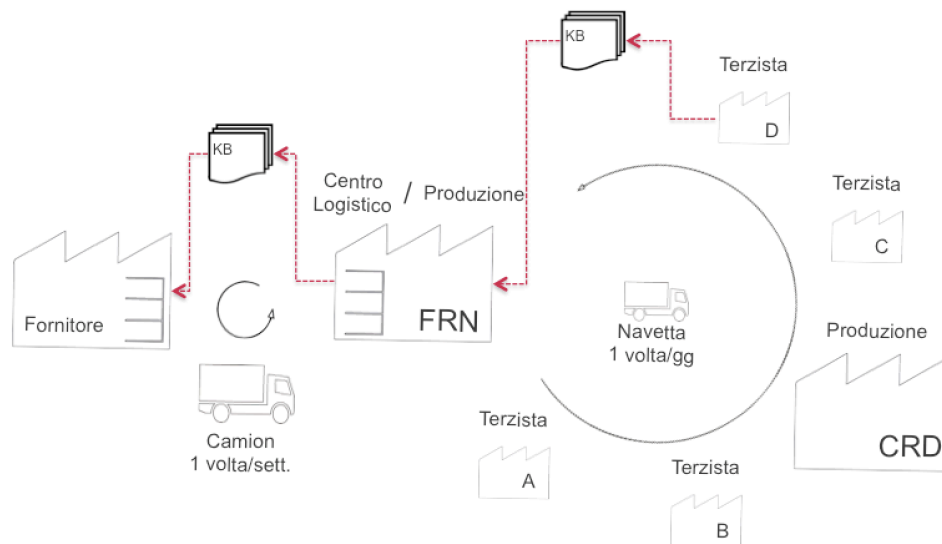 KB
Terzista
D
KB
Centro
Logistico
/ Produzione
Terzista
C
Fornitore
FRN
Navetta
1 volta/gg
Produzione
CRD
Camion
1 volta/sett.
Terzista
A
Terzista
B